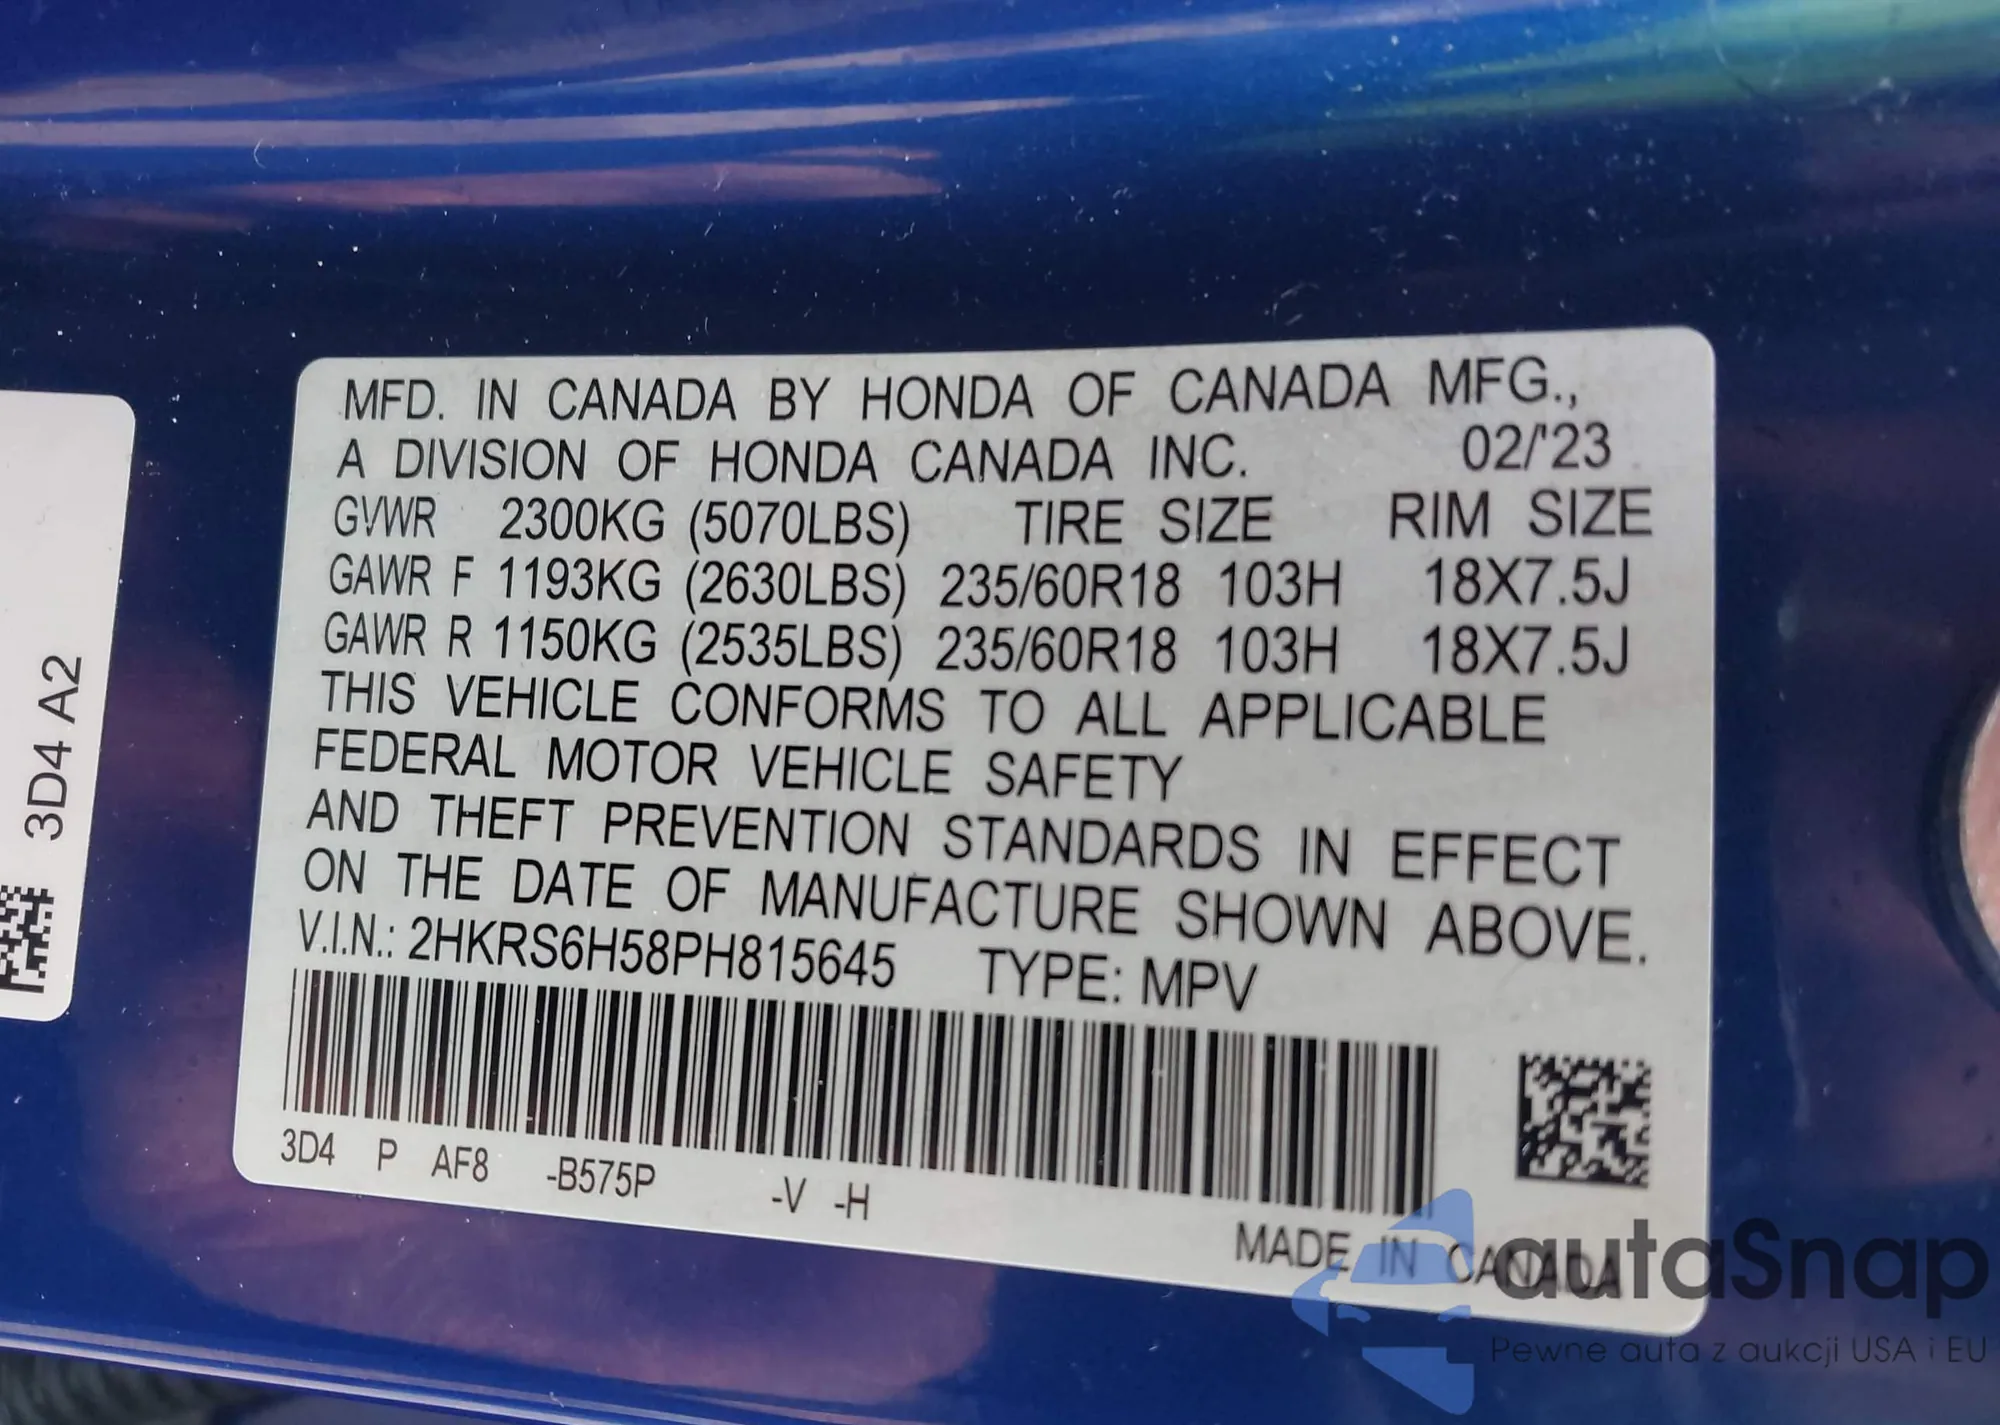 MFD. IN CANADA BY HONDA OF CANADA MFG.,
A DIVISION OF HONDA CANADA INC. 02/'23
GVWR 2300KG (5070LBS) TIRE SIZE RIM SIZE
GAWR F 1193KG (2630LBS) 235/60R18 103H 18X7.5J
GAWR R 1150KG (2535LBS) 235/60R18 103H 18X7.5J
THIS VEHICLE CONFORMS TO ALL APPLICABLE
FEDERAL MOTOR VEHICLE SAFETY
AND THEFT PREVENTION STANDARDS IN EFFECT
ON THE DATE OF MANUFACTURE SHOWN ABOVE.
V.I.N.: 2HKRS6H58PH815645 TYPE: MPV
3D4 P AF8 -B575P -V -H
MADE IN CANADA
3D4 A2
autaSnap
Pewne auta z aukcji USA i EU